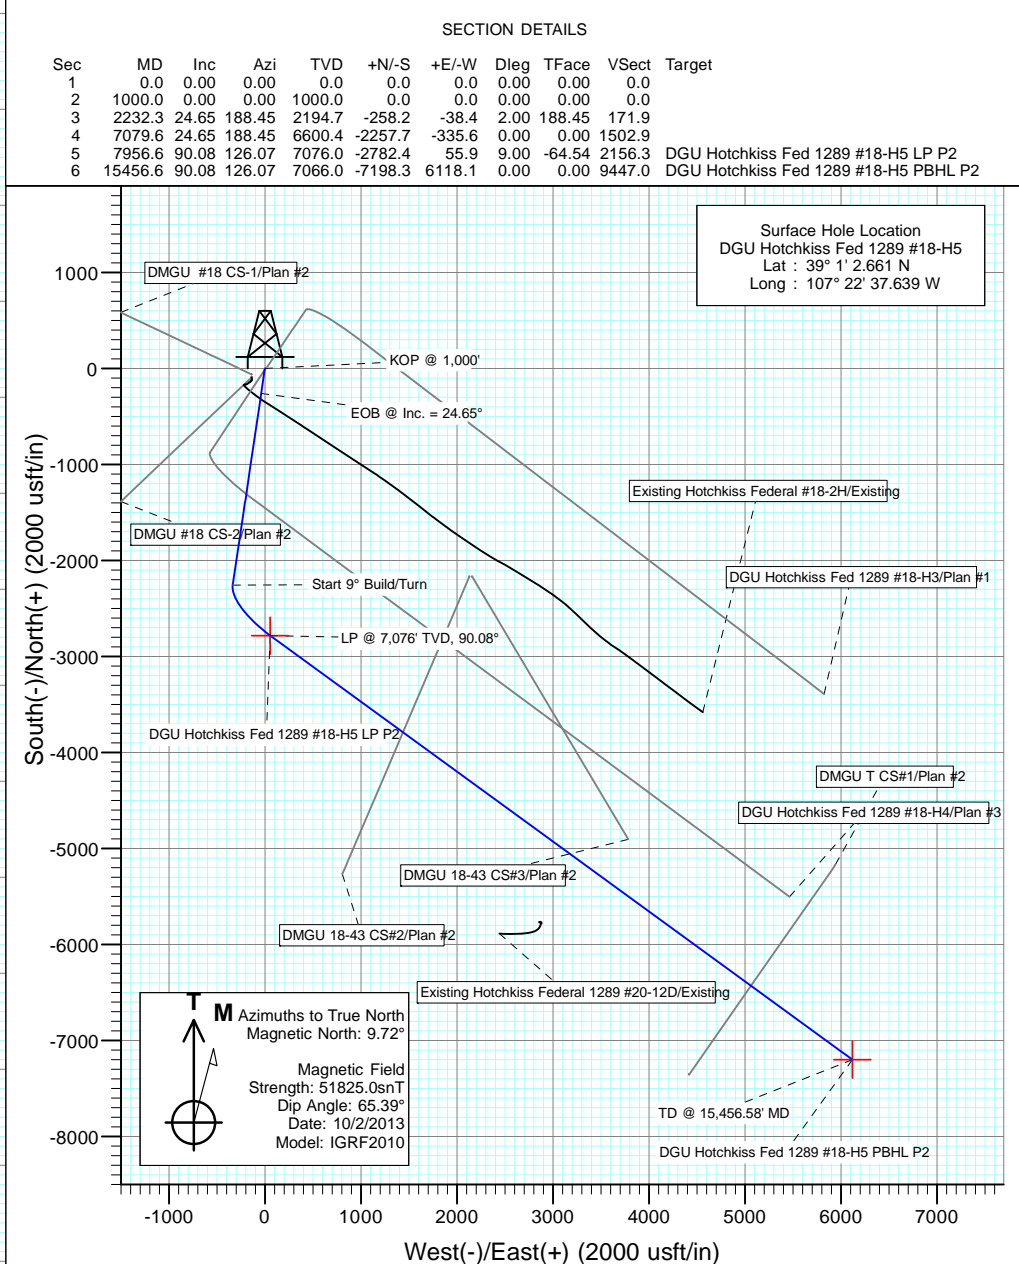 SECTION DETAILS
Sec MD Inc Azi TVD +N/-S +E/-W Dleg TFace VSect Target
1 0.0 0.00 0.00 0.0 0.0 0.0 0.00 0.00 0.0
2 1000.0 0.00 0.00 1000.0 0.0 0.0 0.00 0.00 0.0
3 2232.3 24.65 188.45 2194.7 -258.2 -38.4 2.00 188.45 171.9
4 7079.6 24.65 188.45 6600.4 -2257.7 -335.6 0.00 0.00 1502.9
5 7956.6 90.08 126.07 7076.0 -2782.4 55.9 9.00 -64.54 2156.3 DGU Hotchkiss Fed 1289 #18-H5 LP P2
6 15456.6 90.08 126.07 7066.0 -7198.3 6118.1 0.00 0.00 9447.0 DGU Hotchkiss Fed 1289 #18-H5 PBHL P2
Surface Hole Location
DGU Hotchkiss Fed 1289 #18-H5
Lat : 39° 1' 2.661 N
Long : 107° 22' 37.639 W
DMGU #18 CS-1/Plan #2
KOP @ 1,000'
EOB @ Inc. = 24.65°
Existing Hotchkiss Federal #18-2H/Existing
DMGU #18 CS-2/Plan #2
DGU Hotchkiss Fed 1289 #18-H3/Plan #1
Start 9° Build/Turn
LP @ 7,076' TVD, 90.08°
DGU Hotchkiss Fed 1289 #18-H5 LP P2
DMGU T CS#1/Plan #2
DGU Hotchkiss Fed 1289 #18-H4/Plan #3
DMGU 18-43 CS#3/Plan #2
DMGU 18-43 CS#2/Plan #2
Existing Hotchkiss Federal 1289 #20-12D/Existing
TD @ 15,456.58' MD
DGU Hotchkiss Fed 1289 #18-H5 PBHL P2
T
M
Azimuths to True North
Magnetic North: 9.72°
Magnetic Field
Strength: 51825.0snT
Dip Angle: 65.39°
Date: 10/2/2013
Model: IGRF2010
South(-)/North(+) (2000 usft/in)
1000
0
-1000
-2000
-3000
-4000
-5000
-6000
-7000
-8000
-1000 0 1000 2000 3000 4000 5000 6000 7000
West(-)/East(+) (2000 usft/in)